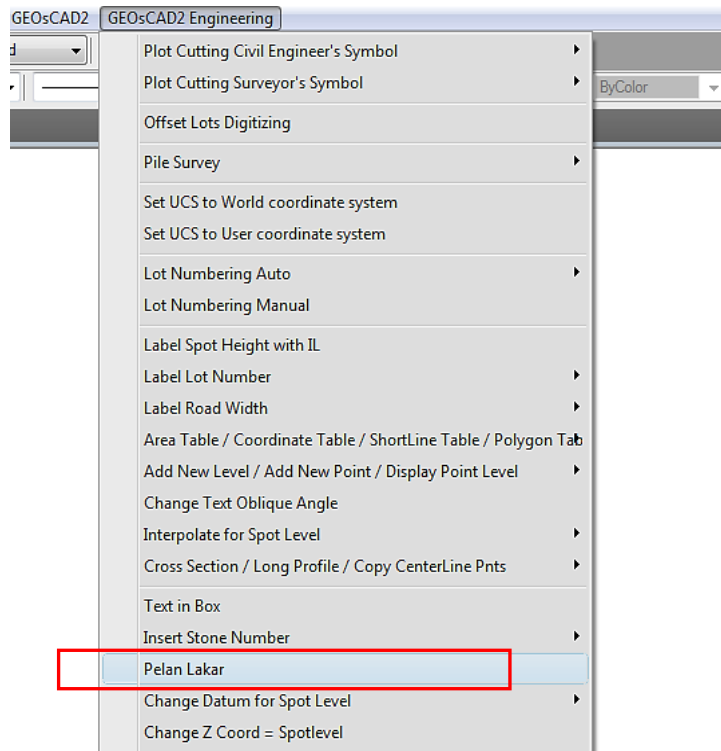 GEOsCAD2 GEOsCAD2 Engineering
d
ByColor
Plot Cutting Civil Engineer's Symbol
Plot Cutting Surveyor's Symbol
Offset Lots Digitizing
Pile Survey
Set UCS to World coordinate system
Set UCS to User coordinate system
Lot Numbering Auto
Lot Numbering Manual
Label Spot Height with IL
Label Lot Number
Label Road Width
Area Table / Coordinate Table / ShortLine Table / Polygon Tab
Add New Level / Add New Point / Display Point Level
Change Text Oblique Angle
Interpolate for Spot Level
Cross Section / Long Profile / Copy CenterLine Pnts
Text in Box
Insert Stone Number
Pelan Lakar
Change Datum for Spot Level
Change Z Coord = Spotlevel